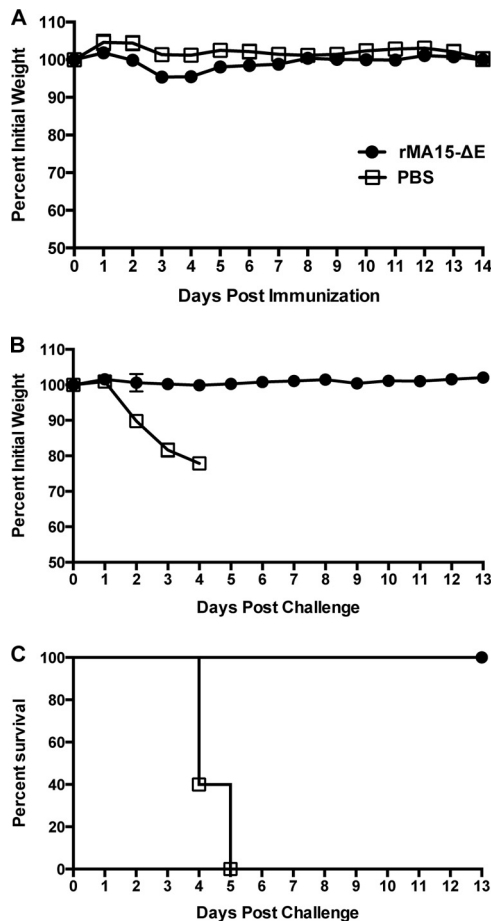 A
110
100
90
80
70
60
50
Percent Initial Weight
rMA15-ΔE
PBS
0 1 2 3 4 5 6 7 8 9 10 11 12 13 14
Days Post Immunization
B
110
100
90
80
70
60
50
Percent Initial Weight
0 1 2 3 4 5 6 7 8 9 10 11 12 13
Days Post Challenge
C
100
80
60
40
20
0
Percent survival
0 1 2 3 4 5 6 7 8 9 10 11 12 13
Days Post Challenge